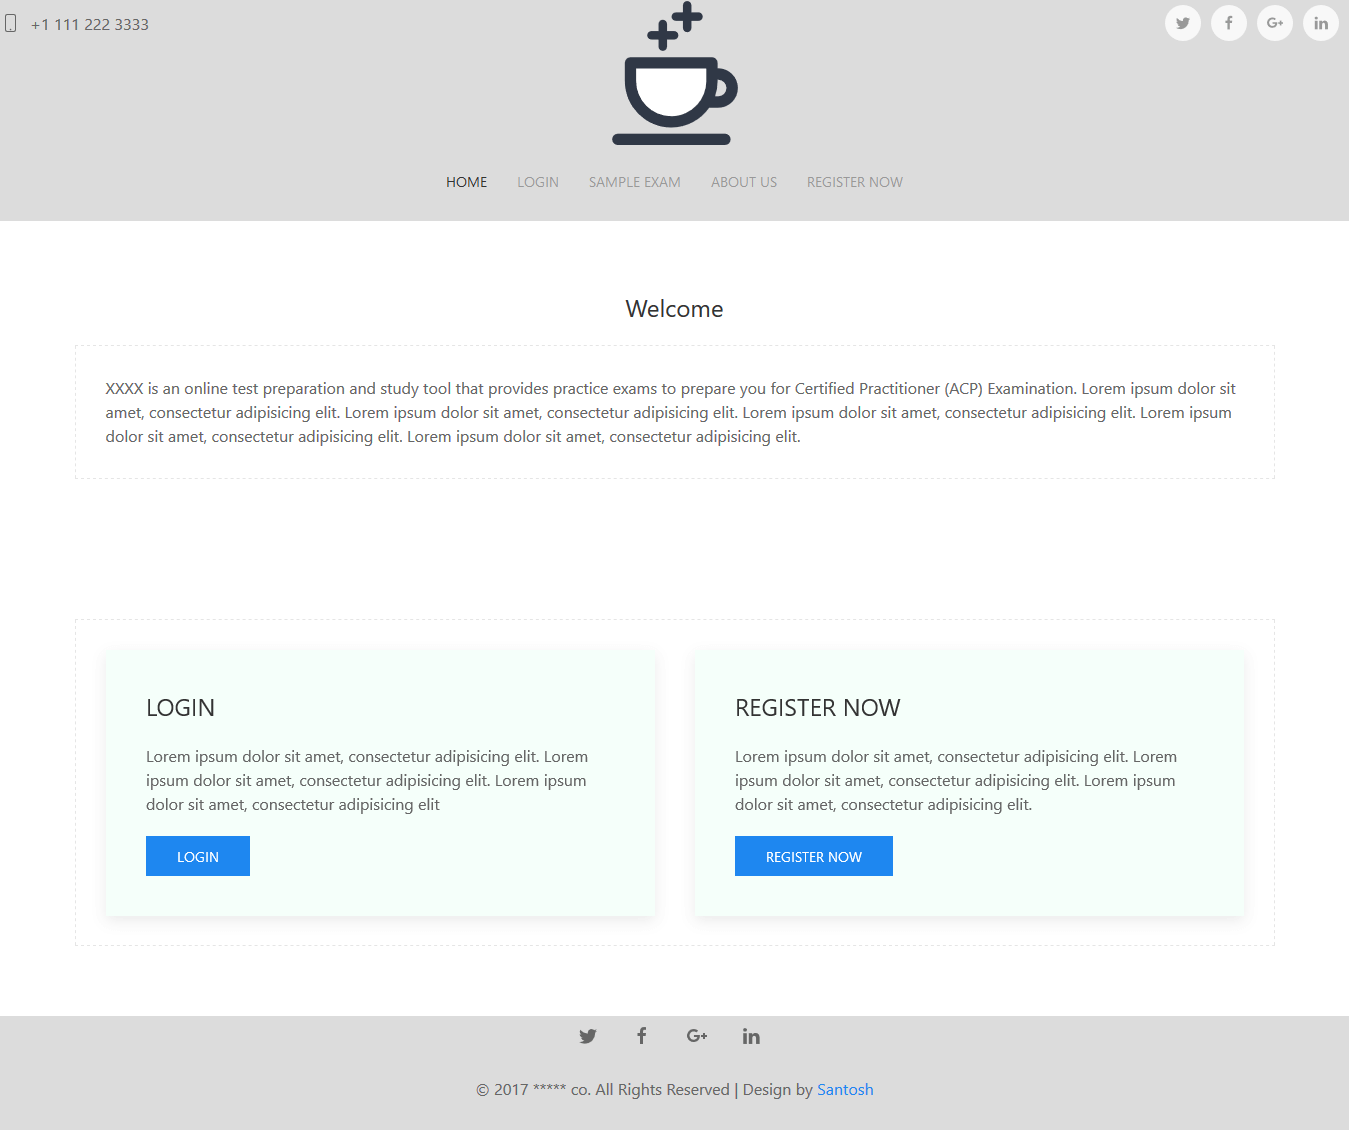 +1 111 222 3333
HOME LOGIN SAMPLE EXAM ABOUT US REGISTER NOW
Welcome
XXXX is an online test preparation and study tool that provides practice exams to prepare you for Certified Practitioner (ACP) Examination. Lorem ipsum dolor sit
amet, consectetur adipisicing elit. Lorem ipsum dolor sit amet, consectetur adipisicing elit. Lorem ipsum dolor sit amet, consectetur adipisicing elit. Lorem ipsum
dolor sit amet, consectetur adipisicing elit. Lorem ipsum dolor sit amet, consectetur adipisicing elit.
LOGIN
Lorem ipsum dolor sit amet, consectetur adipisicing elit. Lorem
ipsum dolor sit amet, consectetur adipisicing elit. Lorem ipsum
dolor sit amet, consectetur adipisicing elit
LOGIN
REGISTER NOW
Lorem ipsum dolor sit amet, consectetur adipisicing elit. Lorem
ipsum dolor sit amet, consectetur adipisicing elit. Lorem ipsum
dolor sit amet, consectetur adipisicing elit.
REGISTER NOW
© 2017 ***** co. All Rights Reserved | Design by Santosh